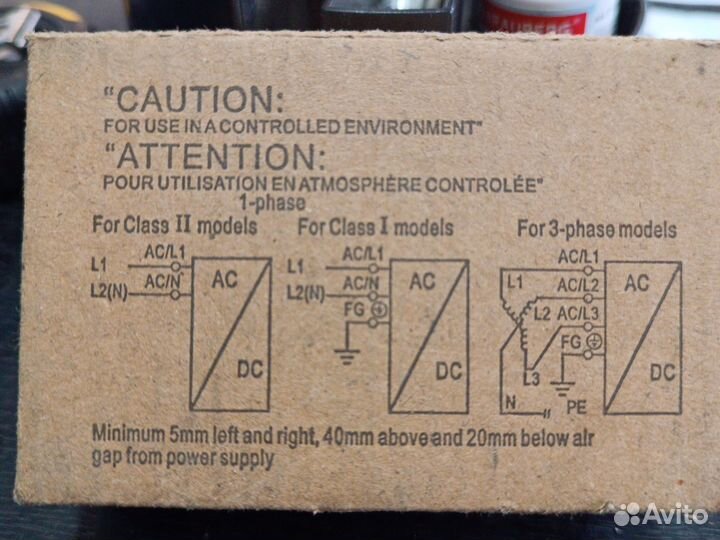 "CAUTION:
FOR USE IN A CONTROLLED ENVIRONMENT"
"ATTENTION:
POUR UTILISATION EN ATMOSPHÈRE CONTROLÉE"
1-phase
For Class II models
For Class I models
For 3-phase models
L1 AC/L1
L2(N) AC/N
AC
DC
L1 AC/L1
L2(N) AC/N
FG
AC
DC
AC/L1
L1
AC/L2
L2 AC/L3
FG
L3
N PE
AC
DC
Minimum 5mm left and right, 40mm above and 20mm below air
gap from power supply
Avito